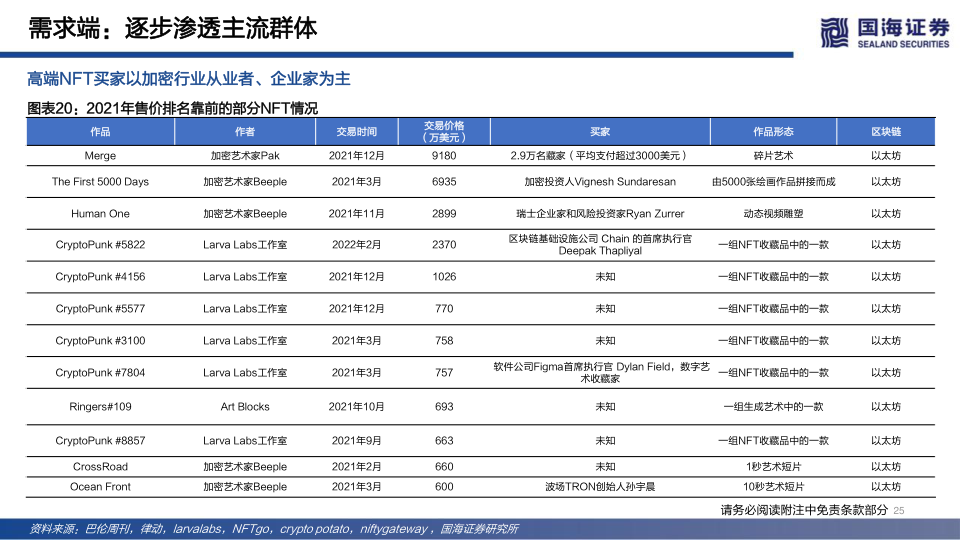 需求端：逐步渗透主流群体
国海证券
SEALAND SECURITIES
高端NFT买家以加密行业从业者、企业家为主
图表20：2021年售价排名靠前的部分NFT情况
作品 作者 交易时间 交易价格（万美元） 买家 作品形态 区块链
Merge 加密艺术家Pak 2021年12月 9180 2.9万名藏家（平均支付超过3000美元） 碎片艺术 以太坊
The First 5000 Days 加密艺术家Beeple 2021年3月 6935 加密投资人Vignesh Sundaresan 由5000张绘画作品拼接而成 以太坊
Human One 加密艺术家Beeple 2021年11月 2899 瑞士企业家和风险投资家Ryan Zurrer 动态视频雕塑 以太坊
CryptoPunk #5822 Larva Labs工作室 2022年2月 2370 区块链基础设施公司 Chain 的首席执行官 Deepak Thapliyal 一组NFT收藏品中的一款 以太坊
CryptoPunk #4156 Larva Labs工作室 2021年12月 1026 未知 一组NFT收藏品中的一款 以太坊
CryptoPunk #5577 Larva Labs工作室 2021年12月 770 未知 一组NFT收藏品中的一款 以太坊
CryptoPunk #3100 Larva Labs工作室 2021年3月 758 未知 一组NFT收藏品中的一款 以太坊
CryptoPunk #7804 Larva Labs工作室 2021年3月 757 软件公司Figma首席执行官 Dylan Field，数字艺术收藏家 一组NFT收藏品中的一款 以太坊
Ringers#109 Art Blocks 2021年10月 693 未知 一组生成艺术中的一款 以太坊
CryptoPunk #8857 Larva Labs工作室 2021年9月 663 未知 一组NFT收藏品中的一款 以太坊
CrossRoad 加密艺术家Beeple 2021年2月 660 未知 1秒艺术短片 以太坊
Ocean Front 加密艺术家Beeple 2021年3月 600 波场TRON创始人孙宇晨 10秒艺术短片 以太坊
请务必阅读附注中免责条款部分 25
资料来源：巴伦周刊，律动，larvalabs，NFTgo，crypto potato，niftygateway ，国海证券研究所